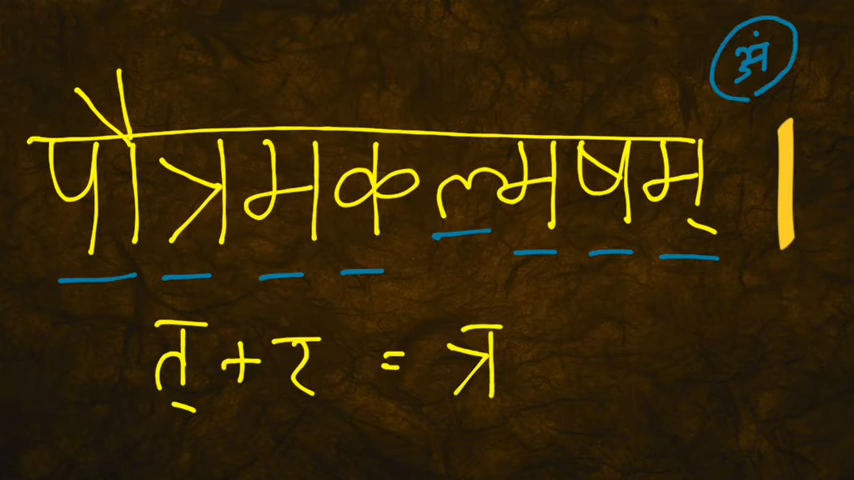 अं
पौत्रमकल्मषम् ।
त् + र = त्र